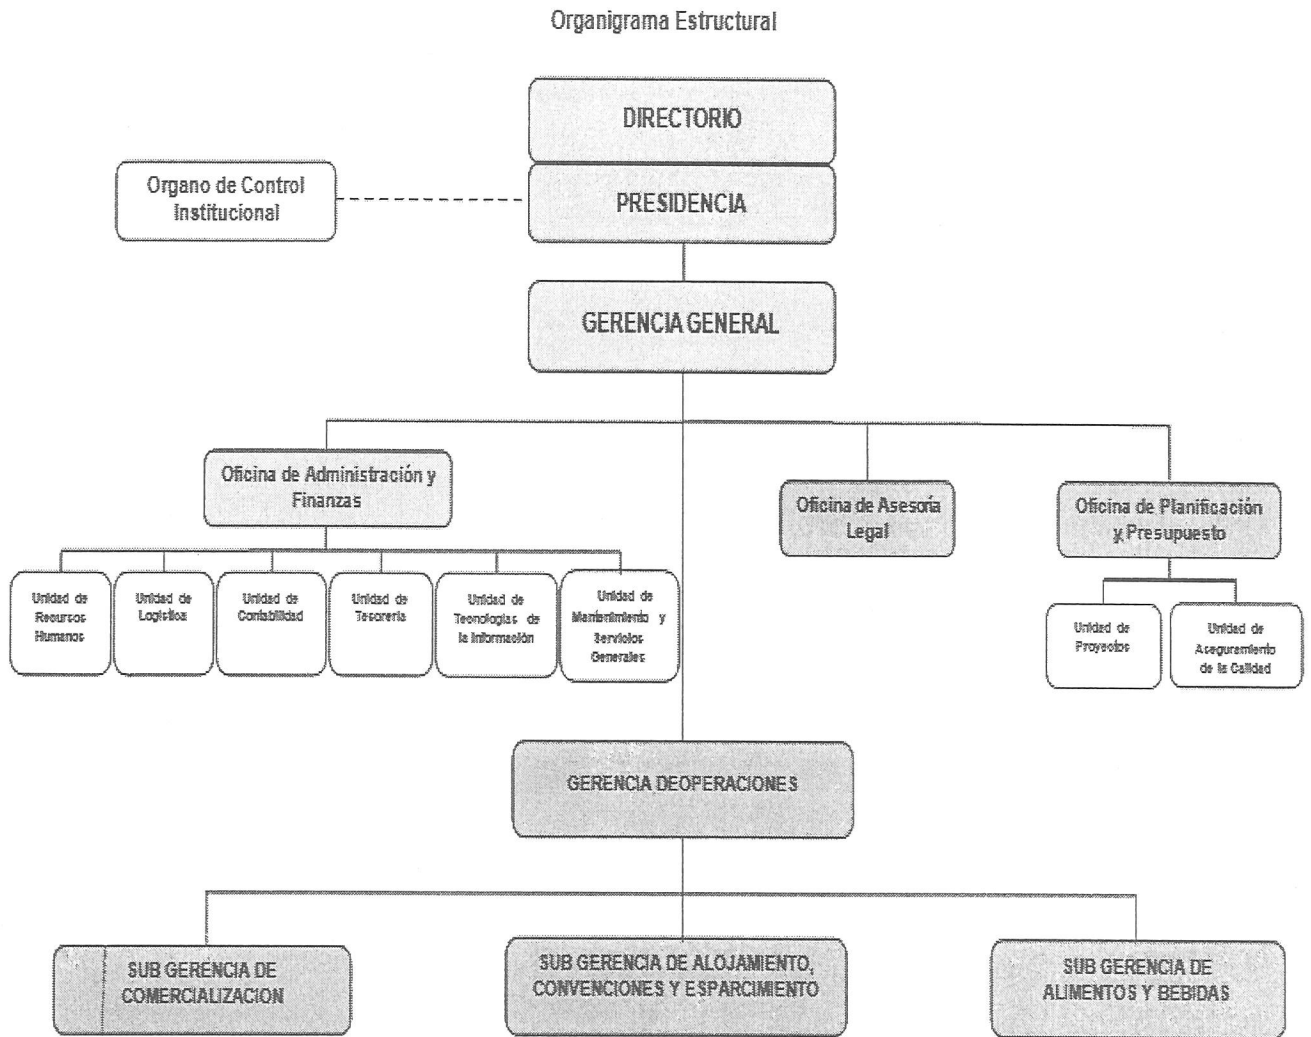 Organigrama Estructural
DIRECTORIO
Organo de Control
Institucional
PRESIDENCIA
GERENCIA GENERAL
Oficina de Administración y
Finanzas
Oficina de Asesoría
Legal
Oficina de Planificación
y Presupuesto
Unidad de
Recursos
Humanos
Unidad de
Logística
Unidad de
Contabilidad
Unidad de
Tesorería
Unidad de
Tecnologías de
la Información
Unidad de
Mantenimiento y
Servicios
Generales
Unidad de
Proyectos
Unidad de
Aseguramiento
de la Calidad
GERENCIA DEOPERACIONES
SUB GERENCIA DE
COMERCIALIZACION
SUB GERENCIA DE ALOJAMIENTO,
CONVENCIONES Y ESPARCIMIENTO
SUB GERENCIA DE
ALIMENTOS Y BEBIDAS